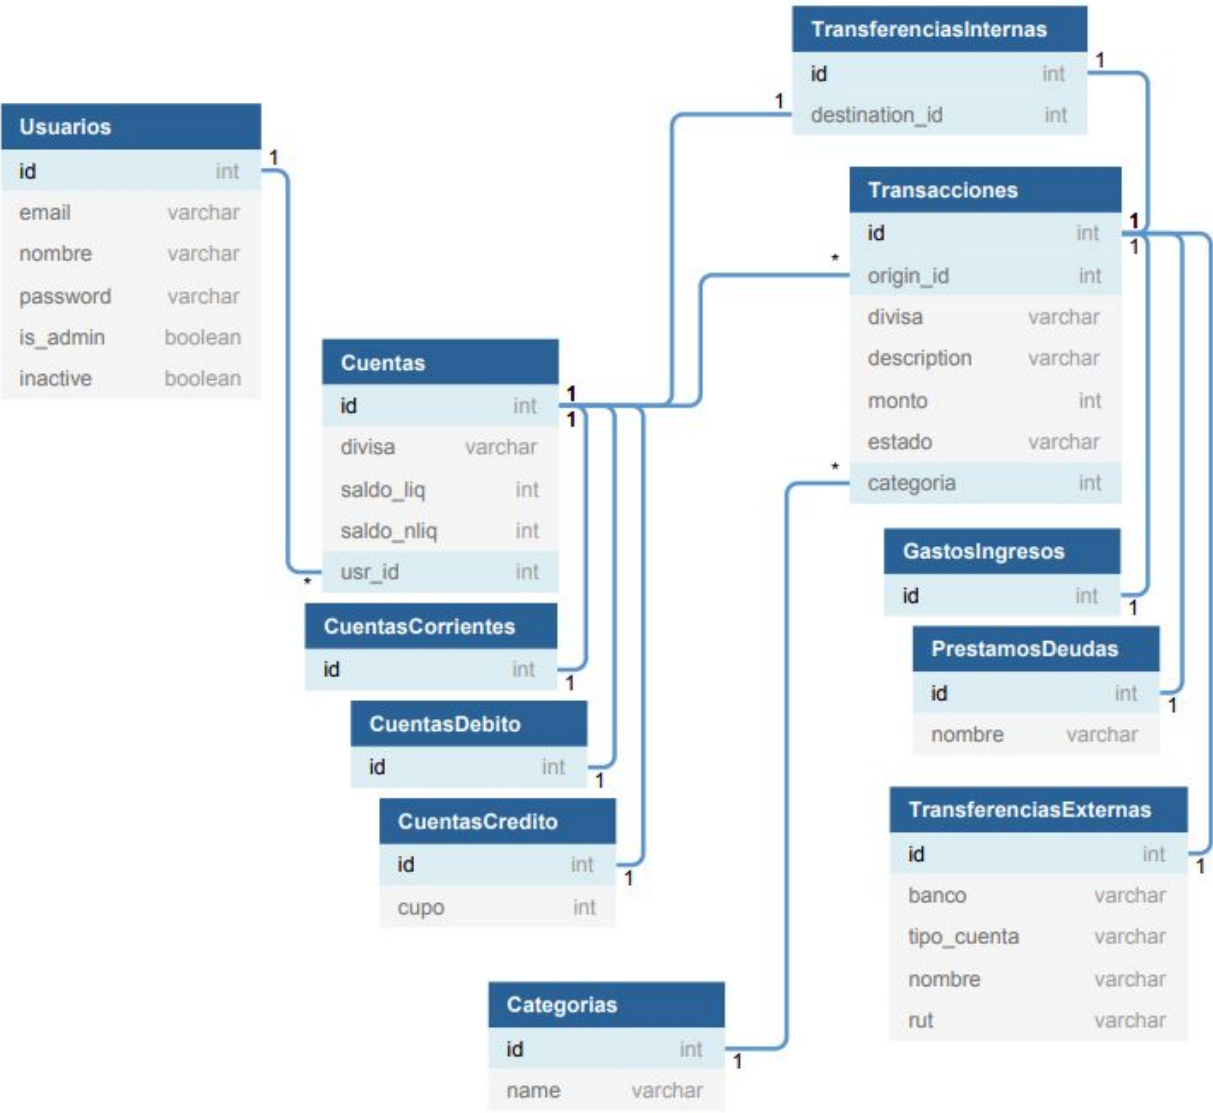 TransferenciasInternas
id int 1
1 destination_id int
Usuarios
id int 1
email varchar
nombre varchar
password varchar
is_admin boolean
inactive boolean
Transacciones
id int 1
1
* origin_id int
divisa varchar
description varchar
monto int
estado varchar
* categoria int
Cuentas
id int 1
1
divisa varchar
saldo_liq int
saldo_nliq int
* usr_id int
CuentasCorrientes
id int 1
CuentasDebito
id int 1
CuentasCredito
id int 1
cupo int
GastosIngresos
id int 1
PrestamosDeudas
id int 1
nombre varchar
TransferenciasExternas
id int 1
banco varchar
tipo_cuenta varchar
nombre varchar
rut varchar
Categorias
id int 1
name varchar